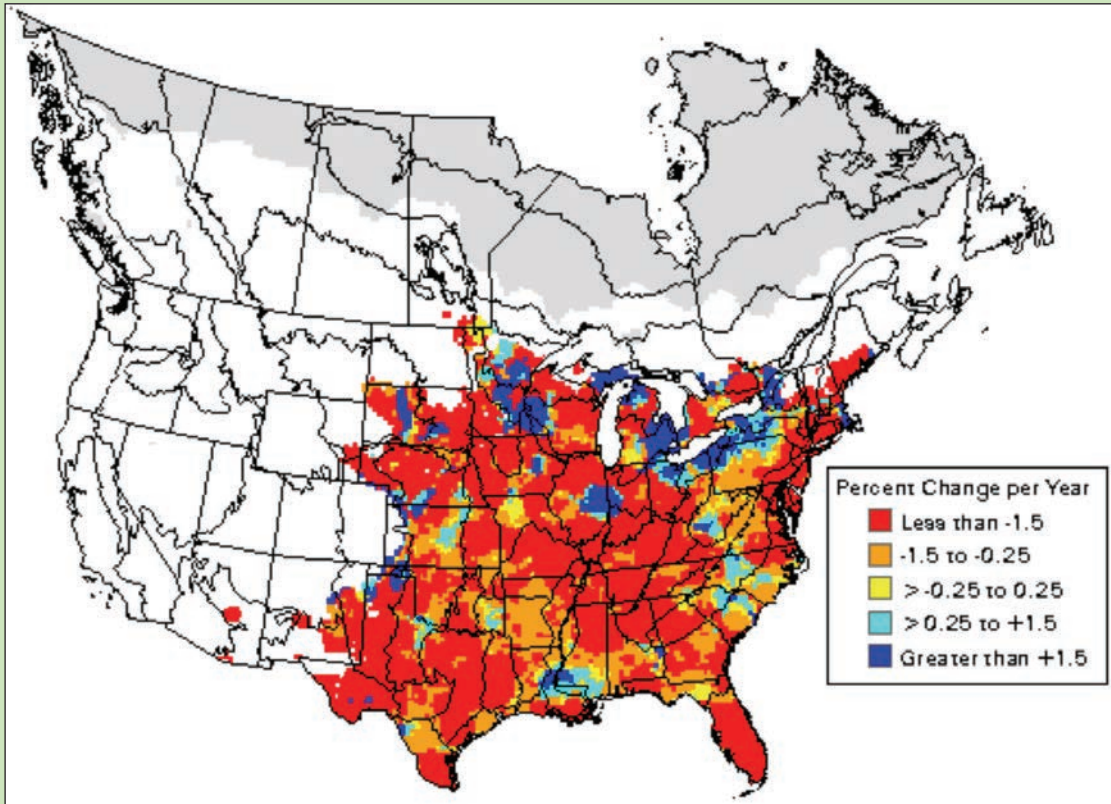 Percent Change per Year
Less than -1.5
-1.5 to -0.25
> -0.25 to 0.25
> 0.25 to +1.5
Greater than +1.5